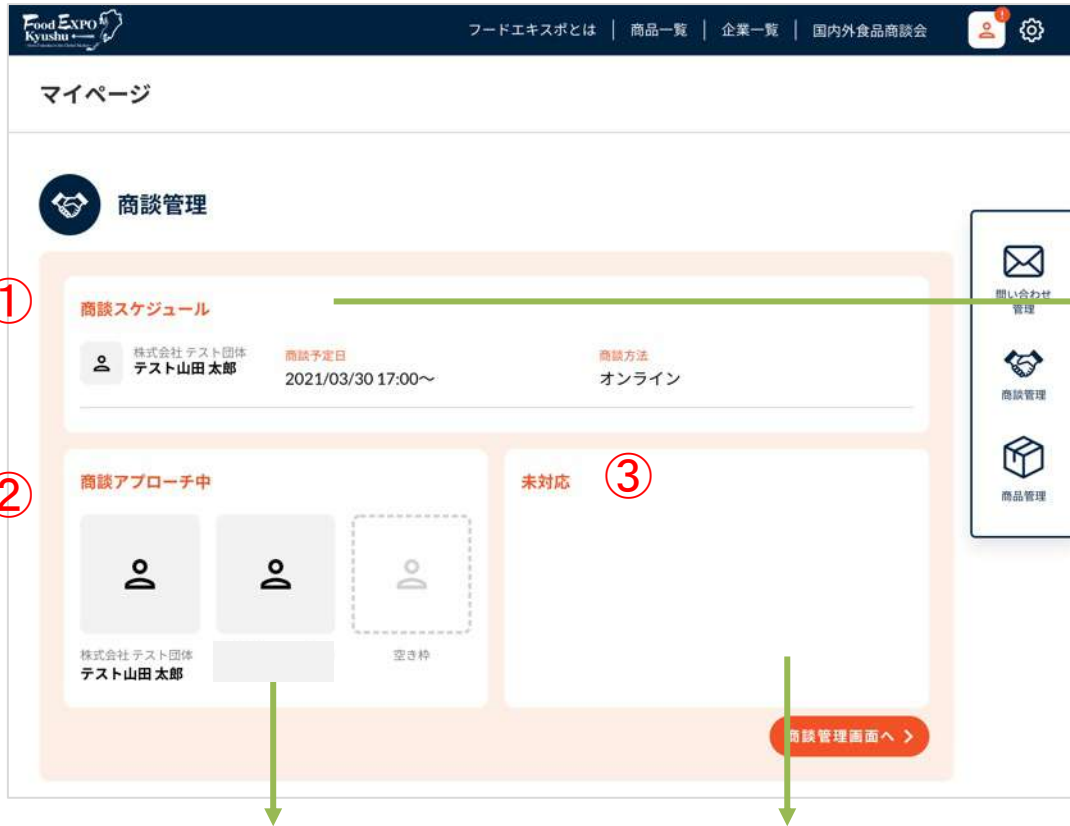 Food EXPO
Kyushu
フードエキスポとは | 商品一覧 | 企業一覧 | 国内外食品商談会
マイページ
商談管理
①
商談スケジュール
株式会社 テスト団体
テスト山田 太郎
商談予定日
2021/03/30 17:00～
商談方法
オンライン
問い合わせ
管理
商談管理
商品管理
②
商談アプローチ中
株式会社 テスト団体
テスト山田 太郎
空き枠
未対応
③
商談管理画面へ